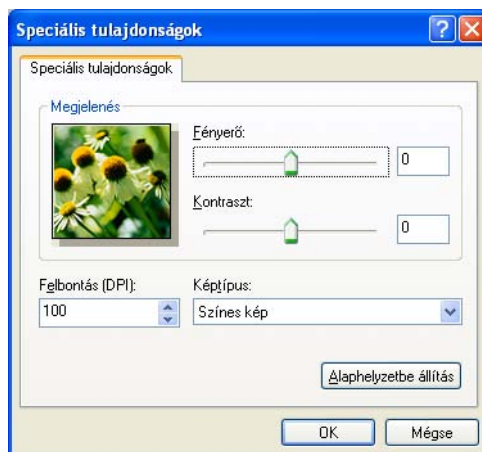 Speciális tulajdonságok
Speciális tulajdonságok
Megjelenés
Fényerő:
0
Kontraszt:
0
Felbontás (DPI):
Képtípus:
100
Színes kép
Alaphelyzetbe állítás
OK
Mégse